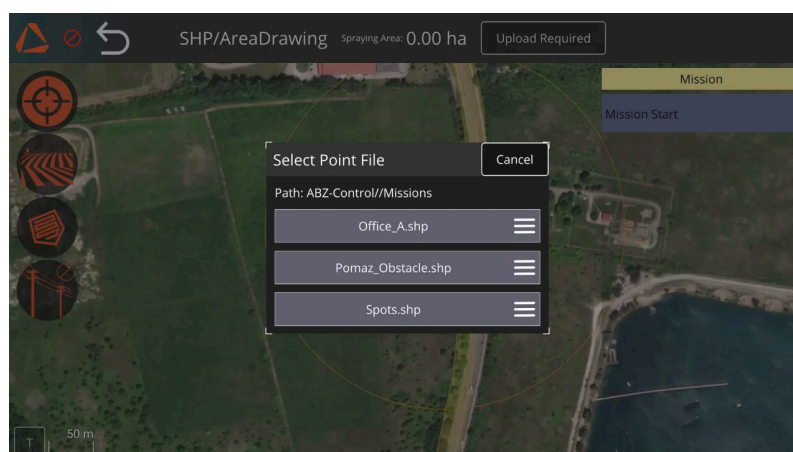 SHP/AreaDrawing Spraying Area: 0.00 ha Upload Required
Mission
Mission Start
Select Point File Cancel
Path: ABZ-Control//Missions
Office_A.shp
Pomaz_Obstacle.shp
Spots.shp
T 50 m